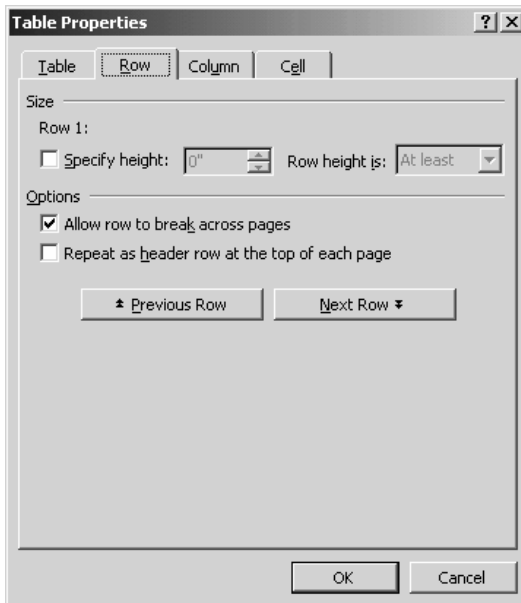 Table Properties ? X
Table Row Column Cell
Size
Row 1:
Specify height: 0" Row height is: At least
Options
Allow row to break across pages
Repeat as header row at the top of each page
Previous Row Next Row
OK Cancel